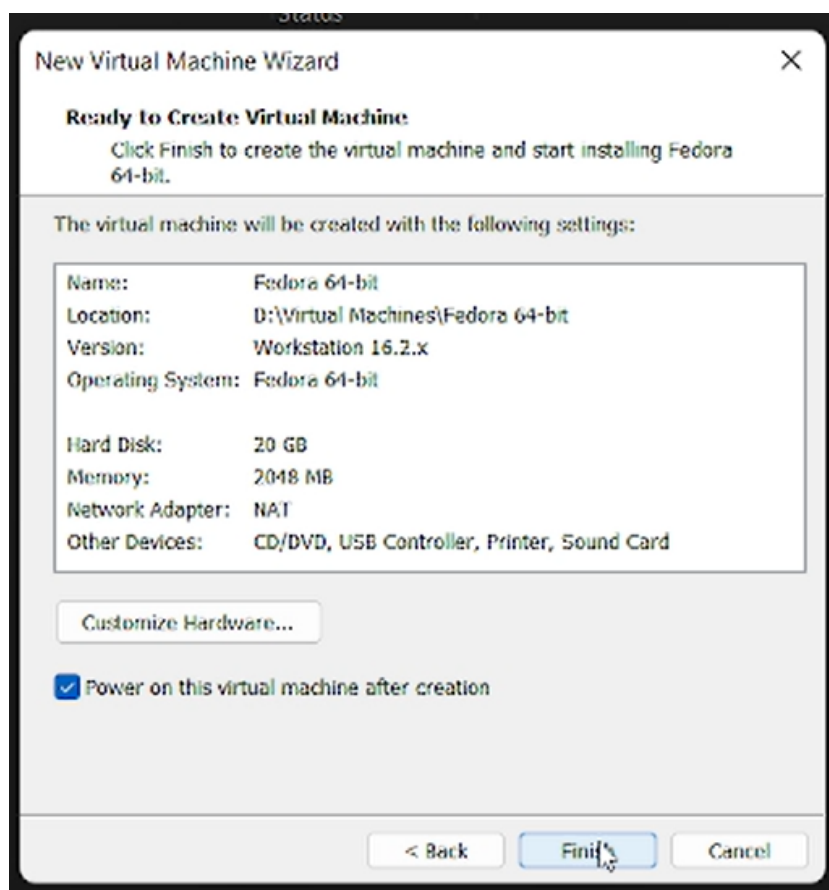 Status
New Virtual Machine Wizard
Ready to Create Virtual Machine
Click Finish to create the virtual machine and start installing Fedora
64-bit.
The virtual machine will be created with the following settings:
Name: Fedora 64-bit
Location: D:\Virtual Machines\Fedora 64-bit
Version: Workstation 16.2.x
Operating System: Fedora 64-bit
Hard Disk: 20 GB
Memory: 2048 MB
Network Adapter: NAT
Other Devices: CD/DVD, USB Controller, Printer, Sound Card
Customize Hardware...
Power on this virtual machine after creation
< Back Finish Cancel